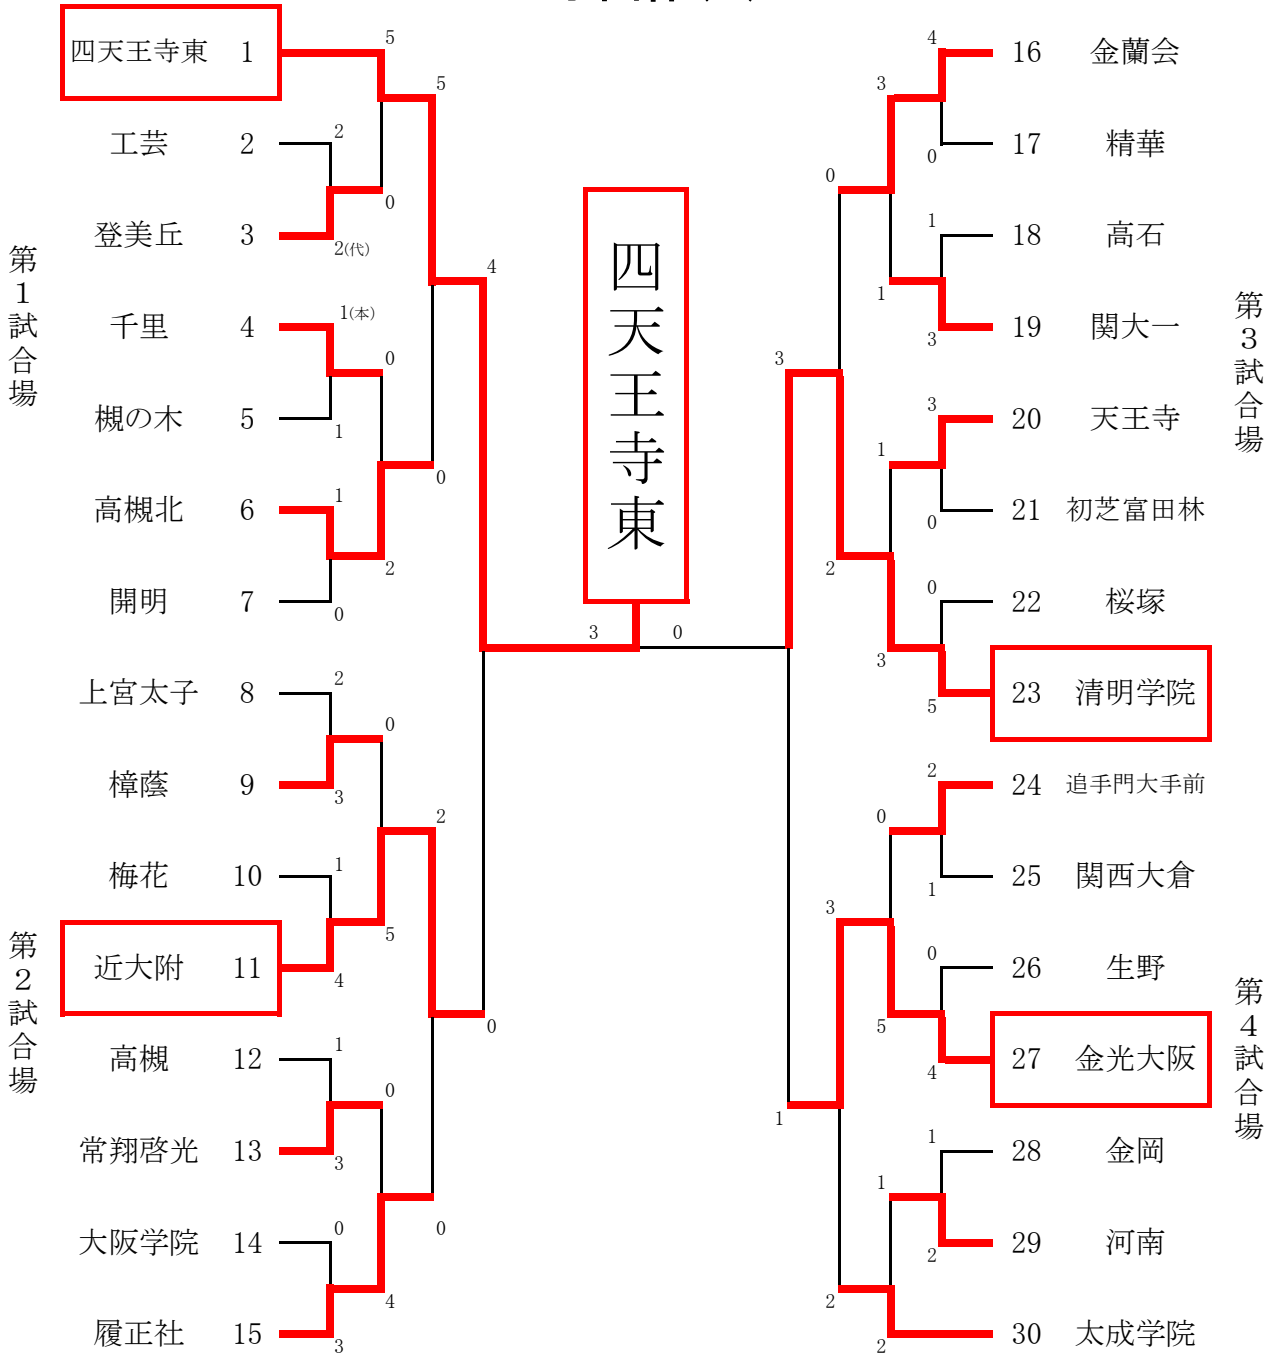 四天王寺東 1
工芸 2
登美丘 3
千里 4
槻の木 5
高槻北 6
開明 7
上宮太子 8
樟蔭 9
梅花 10
近大附 11
高槻 12
常翔啓光 13
大阪学院 14
履正社 15
第1試合場
第2試合場
5
2
0
2(代)
1(本)
0
1
1
2
0
2
0
3
1
5
4
1
0
3
0
4
3
5
0
2
0
4
0
四天王寺東
3 0
3
1
0
2
3
2
3
1
1
3
0
5
1
2
4
0
1
3
3
0
0
5
2
1
0
4
1
2
16 金蘭会
17 精華
18 高石
19 関大一
20 天王寺
21 初芝富田林
22 桜塚
23 清明学院
24 追手門大手前
25 関西大倉
26 生野
27 金光大阪
28 金岡
29 河南
30 太成学院
第3試合場
第4試合場